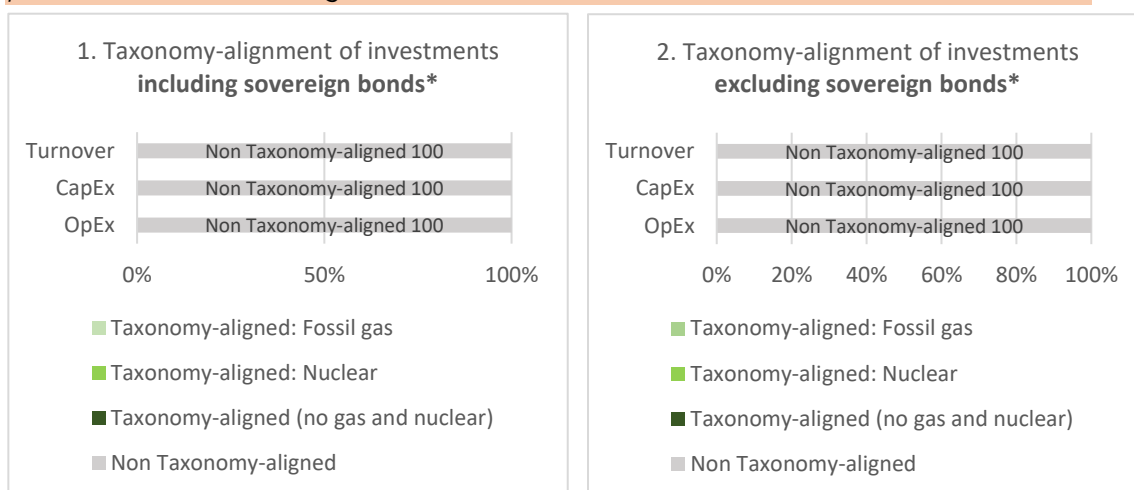 1. Taxonomy-alignment of investments
including sovereign bonds*
Turnover
Non Taxonomy-aligned 100
CapEx
Non Taxonomy-aligned 100
OpEx
Non Taxonomy-aligned 100
0% 50% 100%
Taxonomy-aligned: Fossil gas
Taxonomy-aligned: Nuclear
Taxonomy-aligned (no gas and nuclear)
Non Taxonomy-aligned
2. Taxonomy-alignment of investments
excluding sovereign bonds*
Turnover
Non Taxonomy-aligned 100
CapEx
Non Taxonomy-aligned 100
OpEx
Non Taxonomy-aligned 100
0% 20% 40% 60% 80% 100%
Taxonomy-aligned: Fossil gas
Taxonomy-aligned: Nuclear
Taxonomy-aligned (no gas and nuclear)
Non Taxonomy-aligned